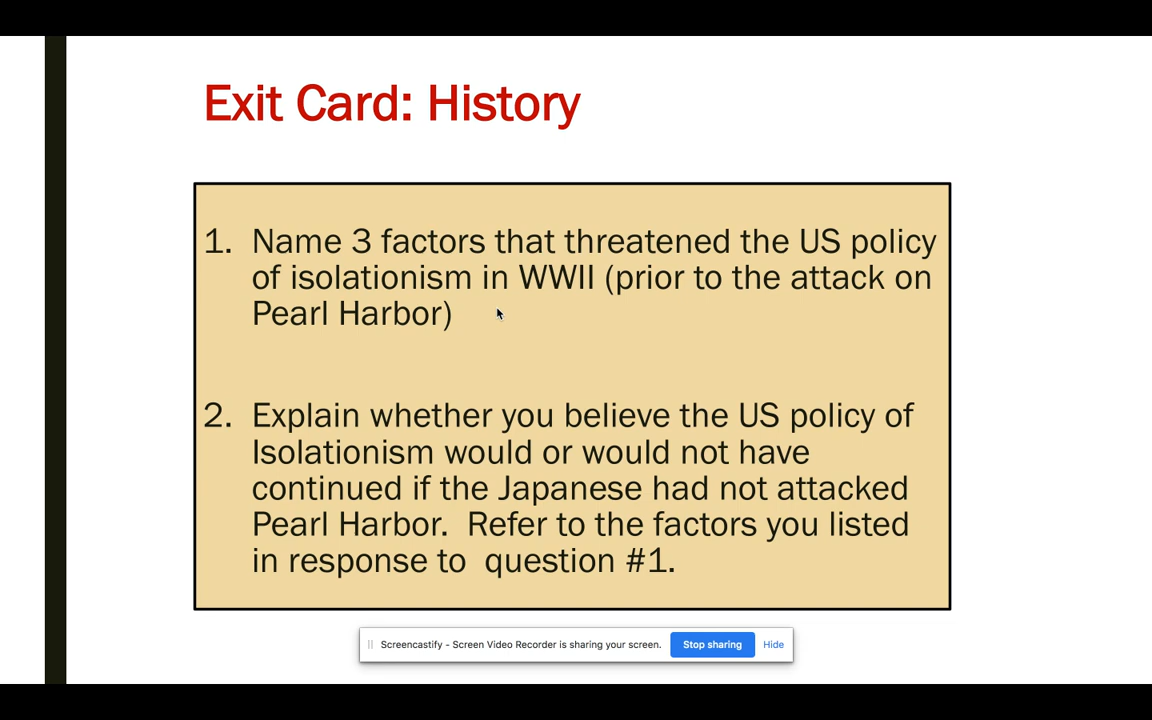 Exit Card: History
1. Name 3 factors that threatened the US policy
of isolationism in WWII (prior to the attack on
Pearl Harbor)
2. Explain whether you believe the US policy of
Isolationism would or would not have
continued if the Japanese had not attacked
Pearl Harbor.  Refer to the factors you listed
in response to  question #1.
Screencastify - Screen Video Recorder is sharing your screen. Stop sharing Hide